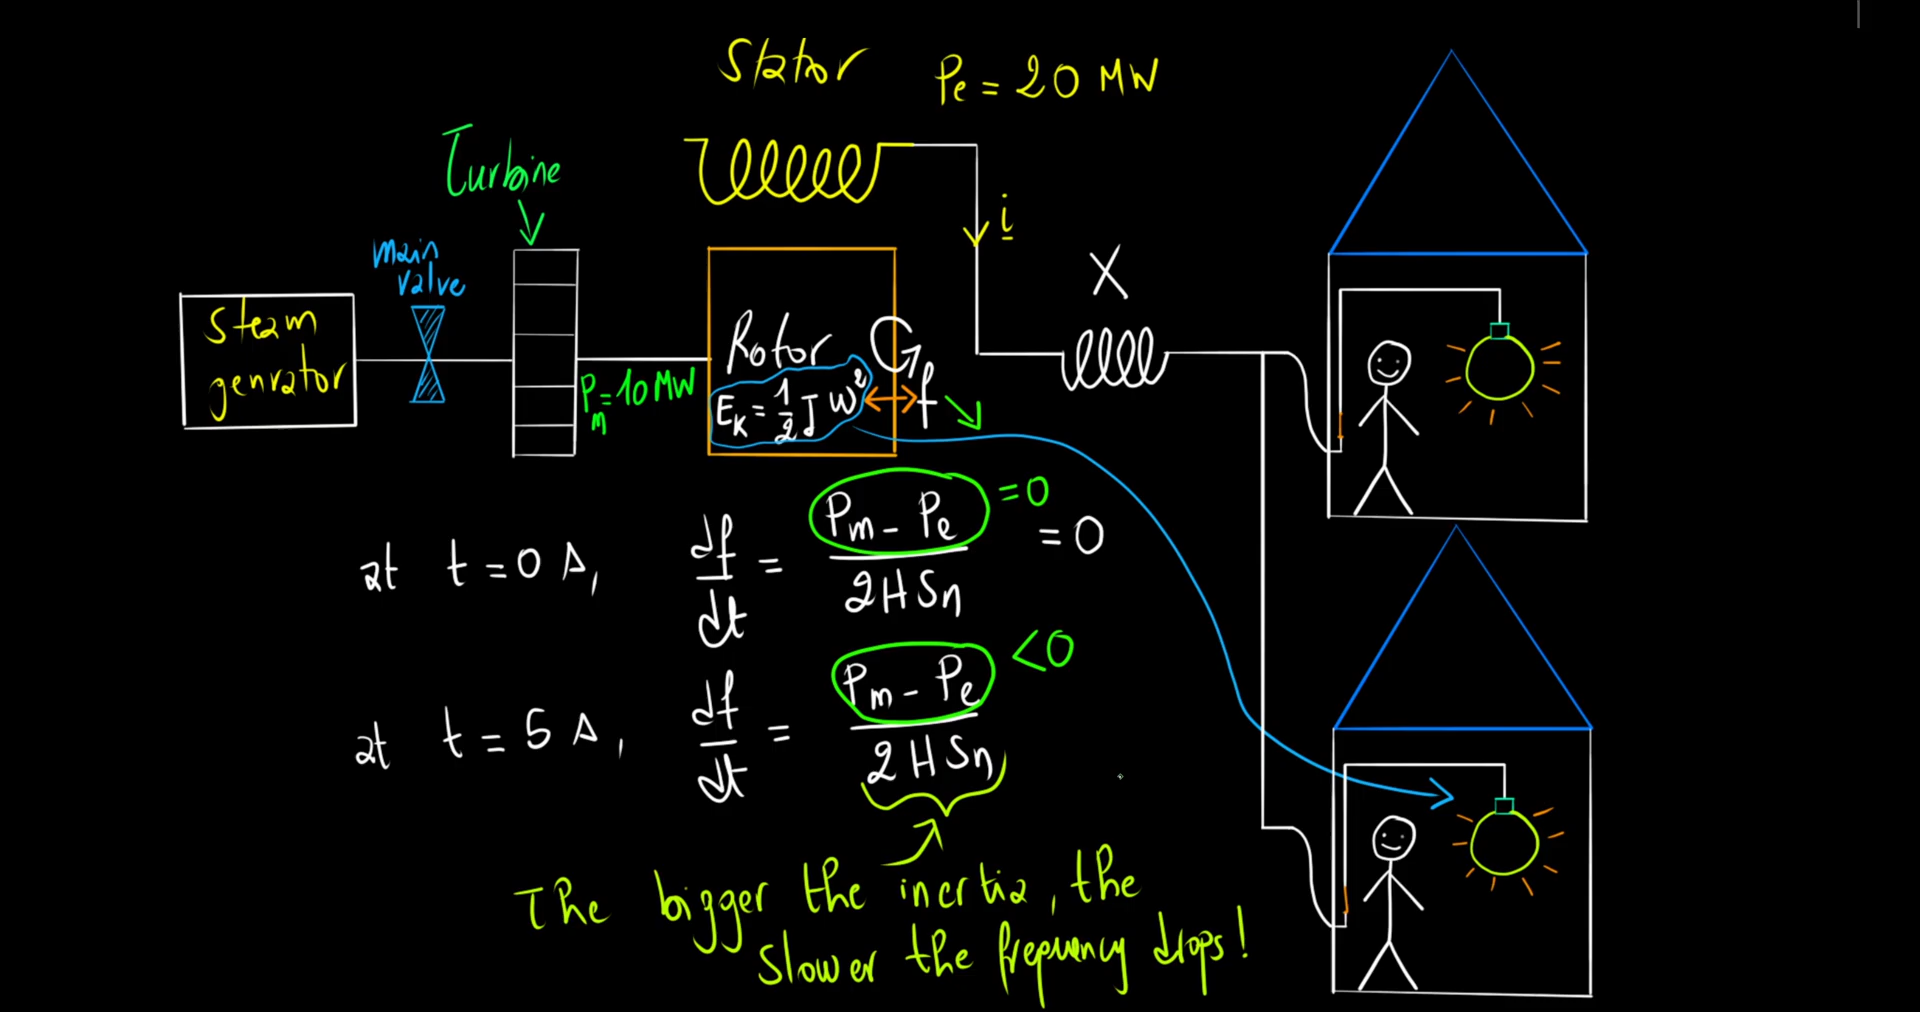 Stator
Pe = 20 MW
Turbine
main
valve
i
X
Steam
genrator
Pm = 10 MW
Rotor
EK = 1/2 J W²
f
at t = 0 s, df/dt = (Pm - Pe)/(2HSn) = 0
= 0
at t = 5 s, df/dt = (Pm - Pe)/(2HSn)
< 0
The bigger the inertia, the
slower the frequency drops!